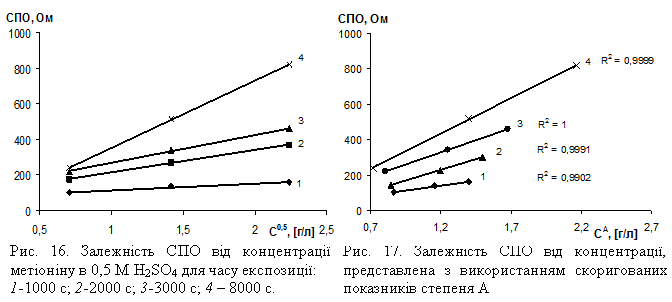 СПО, Ом
1000
800
600
400
200
0
0,5
1
1,5
2
2,5
4
3
2
1
C^0,5, [г/л]
Рис. 16. Залежність СПО від концентрації
метіоніну в 0,5 М H₂SO₄ для часу експозиції:
1-1000 с; 2-2000 с; 3-3000 с; 4 – 8000 с.
СПО, Ом
1000
800
600
400
200
0
0,7
1,2
1,7
2,2
2,7
4 R² = 0,9999
3 R² = 1
2 R² = 0,9991
1 R² = 0,9902
C^A, [г/л]
Рис. 17. Залежність СПО від концентрації,
представлена з використанням скоригованих
показників степеня А.